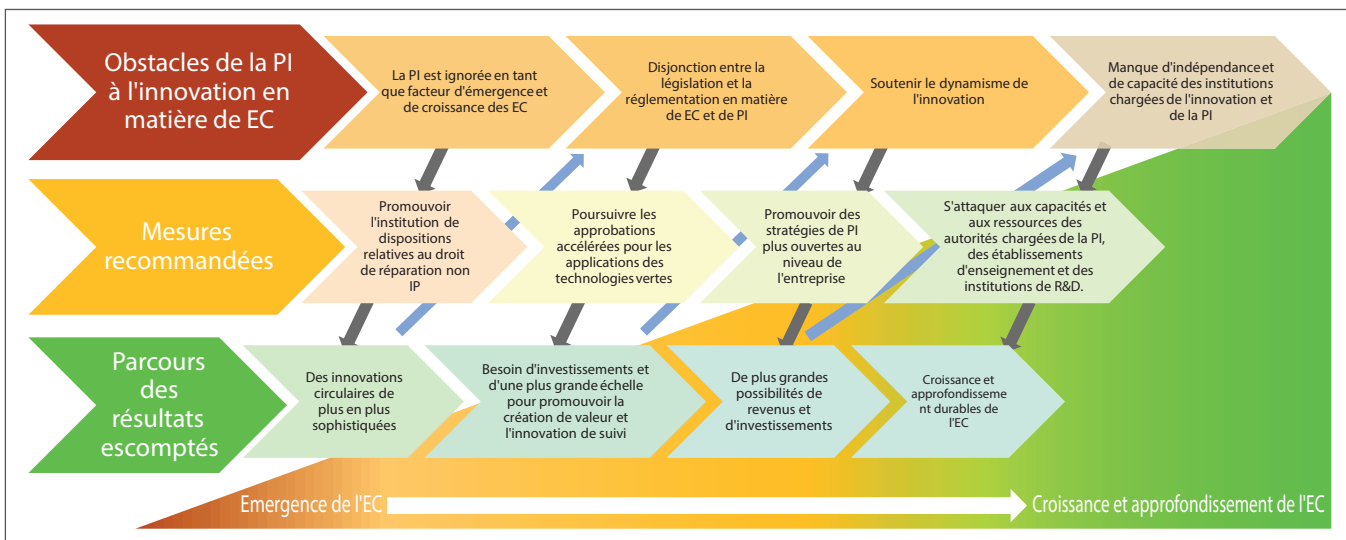 Obstacles de la PI
à l'innovation en
matière de EC
La PI est ignorée en tant
que facteur d'émergence et
de croissance des EC
Disjonction entre la
législation et la
réglementation en matière
de EC et de PI
Soutenir le dynamisme de
l'innovation
Manque d'indépendance et
de capacité des institutions
chargées de l'innovation et
de la PI
Mesures
recommandées
Promouvoir
l'institution de
dispositions
relatives au droit
de réparation non
IP
Poursuivre les
approbations
accélérées pour les
applications des
technologies vertes
Promouvoir des
stratégies de PI
plus ouvertes au
niveau de
l'entreprise
S'attaquer aux capacités et
aux ressources des
autorités chargées de la PI,
des établissements
d'enseignement et des
institutions de R&D.
Parcours
des
résultats
escomptés
Des innovations
circulaires de
plus en plus
sophistiquées
Besoin d'investissements et
d'une plus grande échelle
pour promouvoir la
création de valeur et
l'innovation de suivi
De plus grandes
possibilités de
revenus et
d'investissements
Croissance et
approfondisseme
nt durables de
l'EC
Emergence de l'EC
Croissance et approfondissement de l'EC